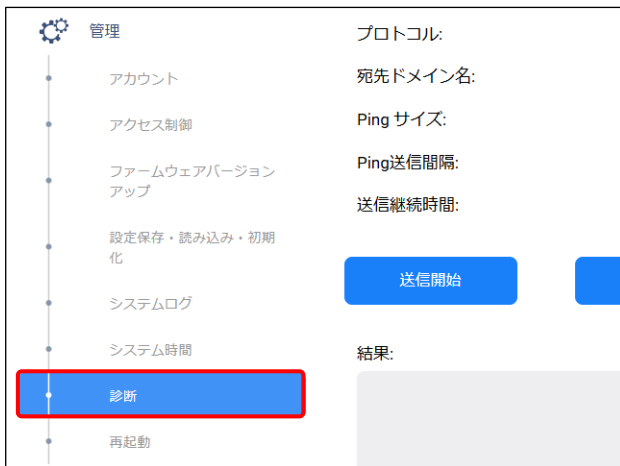 管理
アカウント
アクセス制御
ファームウェアバージョン
アップ
設定保存・読み込み・初期
化
システムログ
システム時間
診断
再起動
プロトコル:
宛先ドメイン名:
Ping サイズ:
Ping送信間隔:
送信継続時間:
送信開始
結果: